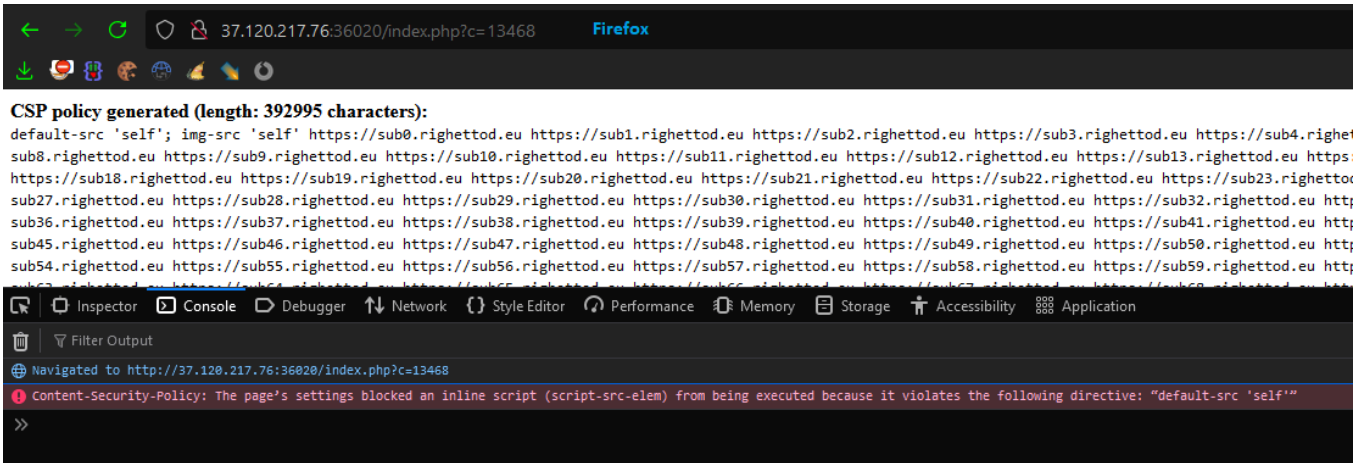 37.120.217.76:36020/index.php?c=13468 Firefox
CSP policy generated (length: 392995 characters):
default-src 'self'; img-src 'self' https://sub0.righettod.eu https://sub1.righettod.eu https://sub2.righettod.eu https://sub3.righettod.eu https://sub4.righet
sub8.righettod.eu https://sub9.righettod.eu https://sub10.righettod.eu https://sub11.righettod.eu https://sub12.righettod.eu https://sub13.righettod.eu https:
https://sub18.righettod.eu https://sub19.righettod.eu https://sub20.righettod.eu https://sub21.righettod.eu https://sub22.righettod.eu https://sub23.righettod
sub27.righettod.eu https://sub28.righettod.eu https://sub29.righettod.eu https://sub30.righettod.eu https://sub31.righettod.eu https://sub32.righettod.eu http
sub36.righettod.eu https://sub37.righettod.eu https://sub38.righettod.eu https://sub39.righettod.eu https://sub40.righettod.eu https://sub41.righettod.eu http
sub45.righettod.eu https://sub46.righettod.eu https://sub47.righettod.eu https://sub48.righettod.eu https://sub49.righettod.eu https://sub50.righettod.eu http
sub54.righettod.eu https://sub55.righettod.eu https://sub56.righettod.eu https://sub57.righettod.eu https://sub58.righettod.eu https://sub59.righettod.eu http
Inspector Console Debugger Network Style Editor Performance Memory Storage Accessibility Application
Filter Output
Navigated to http://37.120.217.76:36020/index.php?c=13468
Content-Security-Policy: The page’s settings blocked an inline script (script-src-elem) from being executed because it violates the following directive: “default-src 'self'”